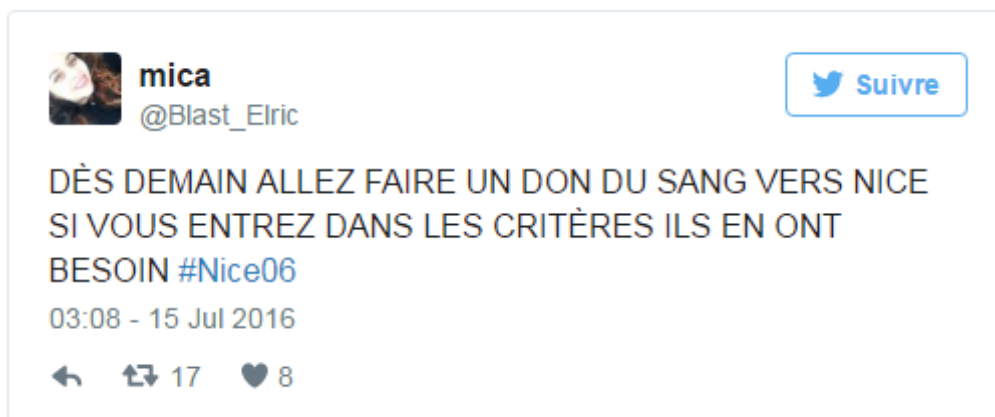 mica
@Blast_Elric
Suivre
DÈS DEMAIN ALLEZ FAIRE UN DON DU SANG VERS NICE
SI VOUS ENTREZ DANS LES CRITÈRES ILS EN ONT
BESOIN #Nice06
03:08 - 15 Jul 2016
17 8